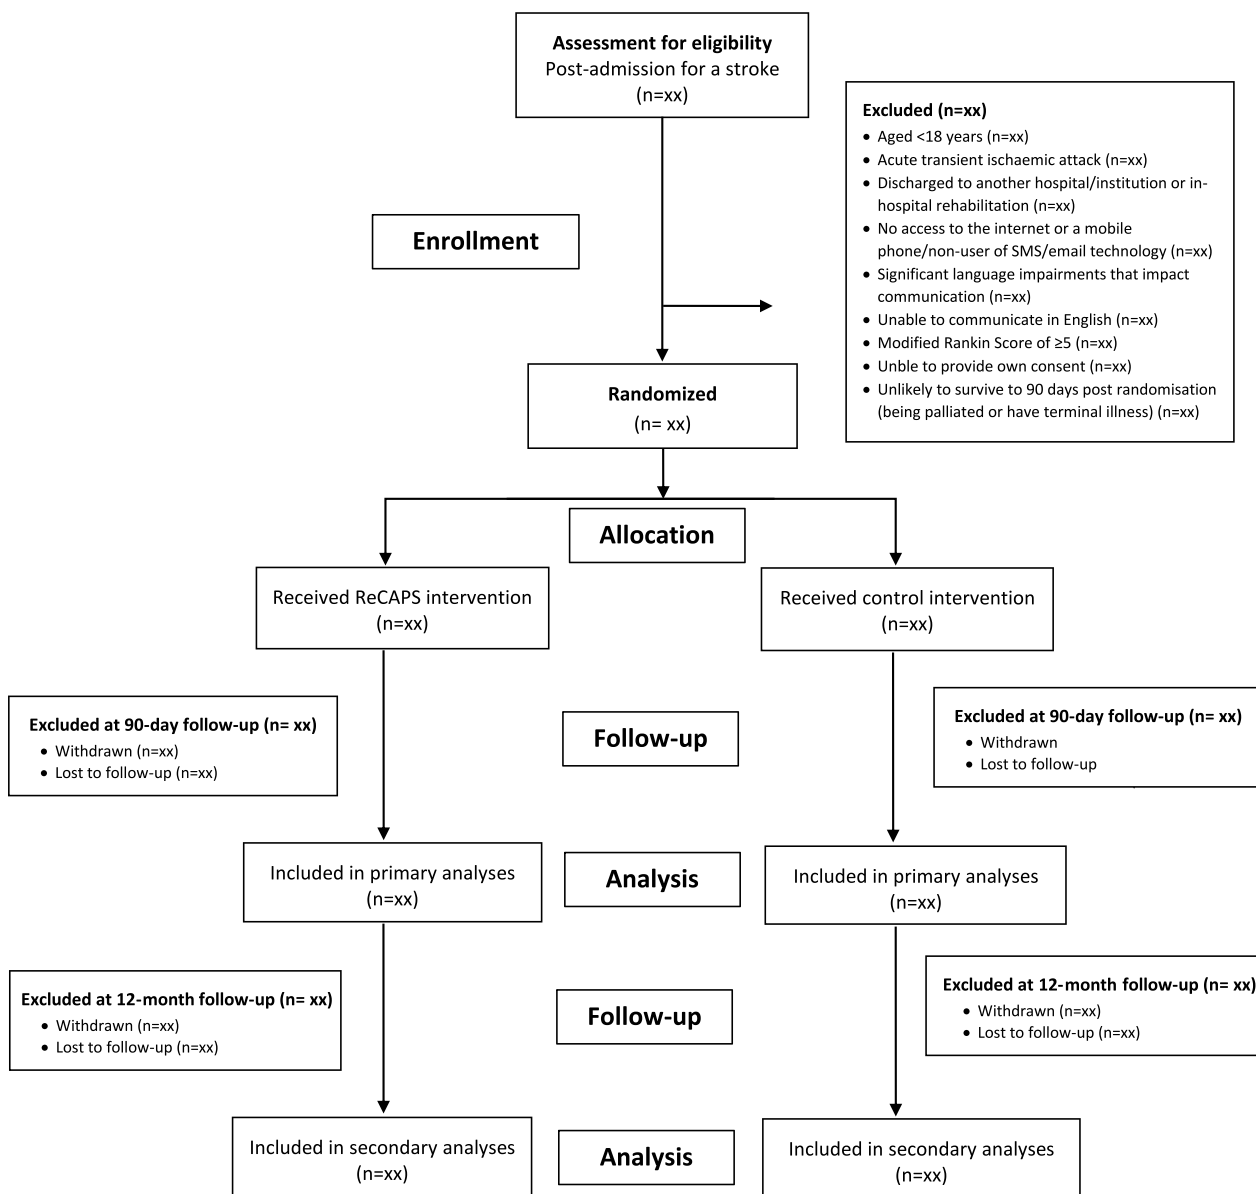 Assessment for eligibility
Post-admission for a stroke
(n=xx)
Excluded (n=xx)
• Aged <18 years (n=xx)
• Acute transient ischaemic attack (n=xx)
• Discharged to another hospital/institution or in-
hospital rehabilitation (n=xx)
• No access to the internet or a mobile
phone/non-user of SMS/email technology (n=xx)
• Significant language impairments that impact
communication (n=xx)
• Unable to communicate in English (n=xx)
• Modified Rankin Score of ≥5 (n=xx)
• Unble to provide own consent (n=xx)
• Unlikely to survive to 90 days post randomisation
(being palliated or have terminal illness) (n=xx)
Enrollment
Randomized
(n= xx)
Allocation
Received ReCAPS intervention
(n=xx)
Received control intervention
(n=xx)
Excluded at 90-day follow-up (n= xx)
• Withdrawn (n=xx)
• Lost to follow-up (n=xx)
Follow-up
Excluded at 90-day follow-up (n= xx)
• Withdrawn
• Lost to follow-up
Included in primary analyses
(n=xx)
Analysis
Included in primary analyses
(n=xx)
Excluded at 12-month follow-up (n= xx)
• Withdrawn (n=xx)
• Lost to follow-up (n=xx)
Follow-up
Excluded at 12-month follow-up (n= xx)
• Withdrawn (n=xx)
• Lost to follow-up (n=xx)
Included in secondary analyses
(n=xx)
Analysis
Included in secondary analyses
(n=xx)